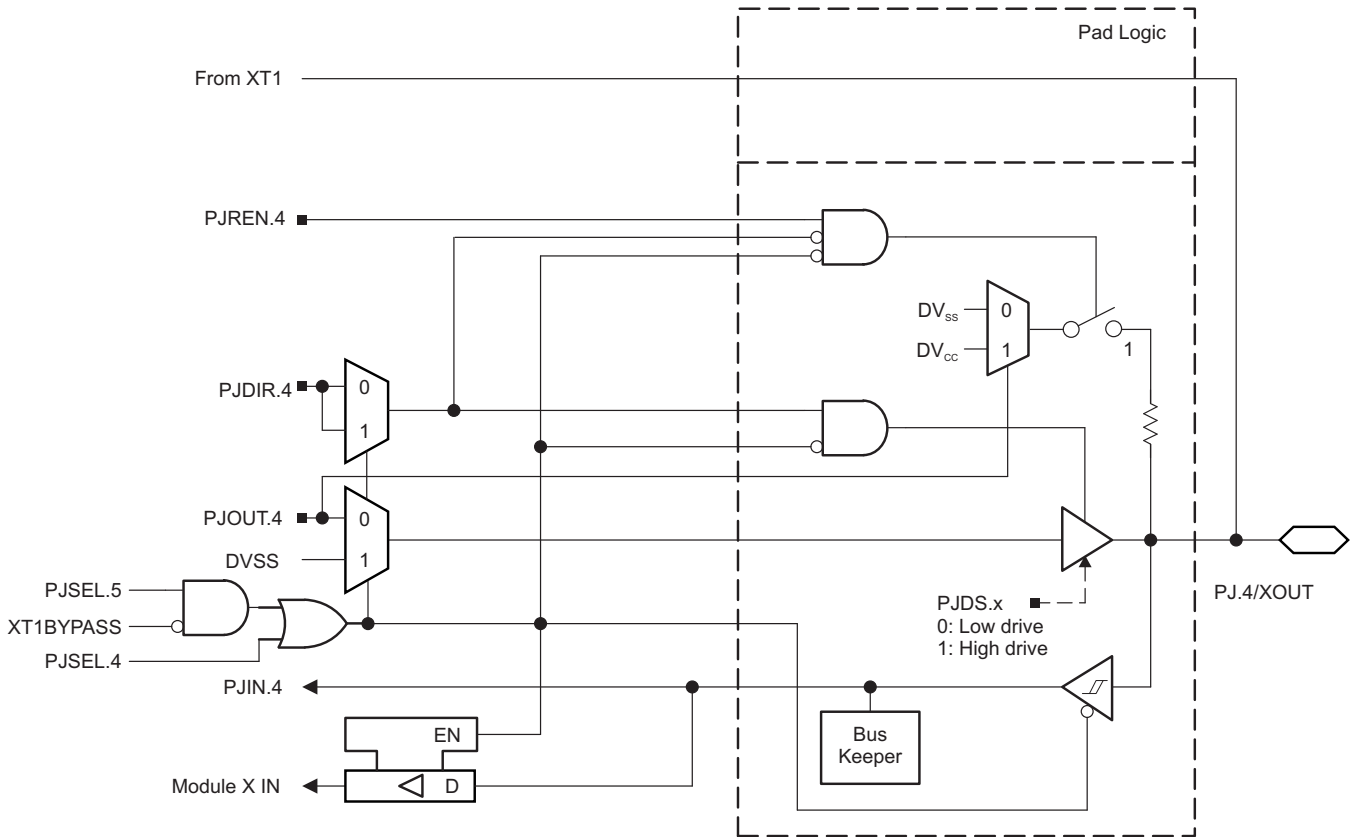 Pad Logic
From XT1
PJREN.4
DVSS
0
DVCC
1
1
PJDIR.4
0
1
PJOUT.4
0
DVSS
1
PJSEL.5
XT1BYPASS
PJSEL.4
PJDS.x
0: Low drive
1: High drive
PJ.4/XOUT
PJIN.4
EN
Bus
Keeper
Module X IN
D